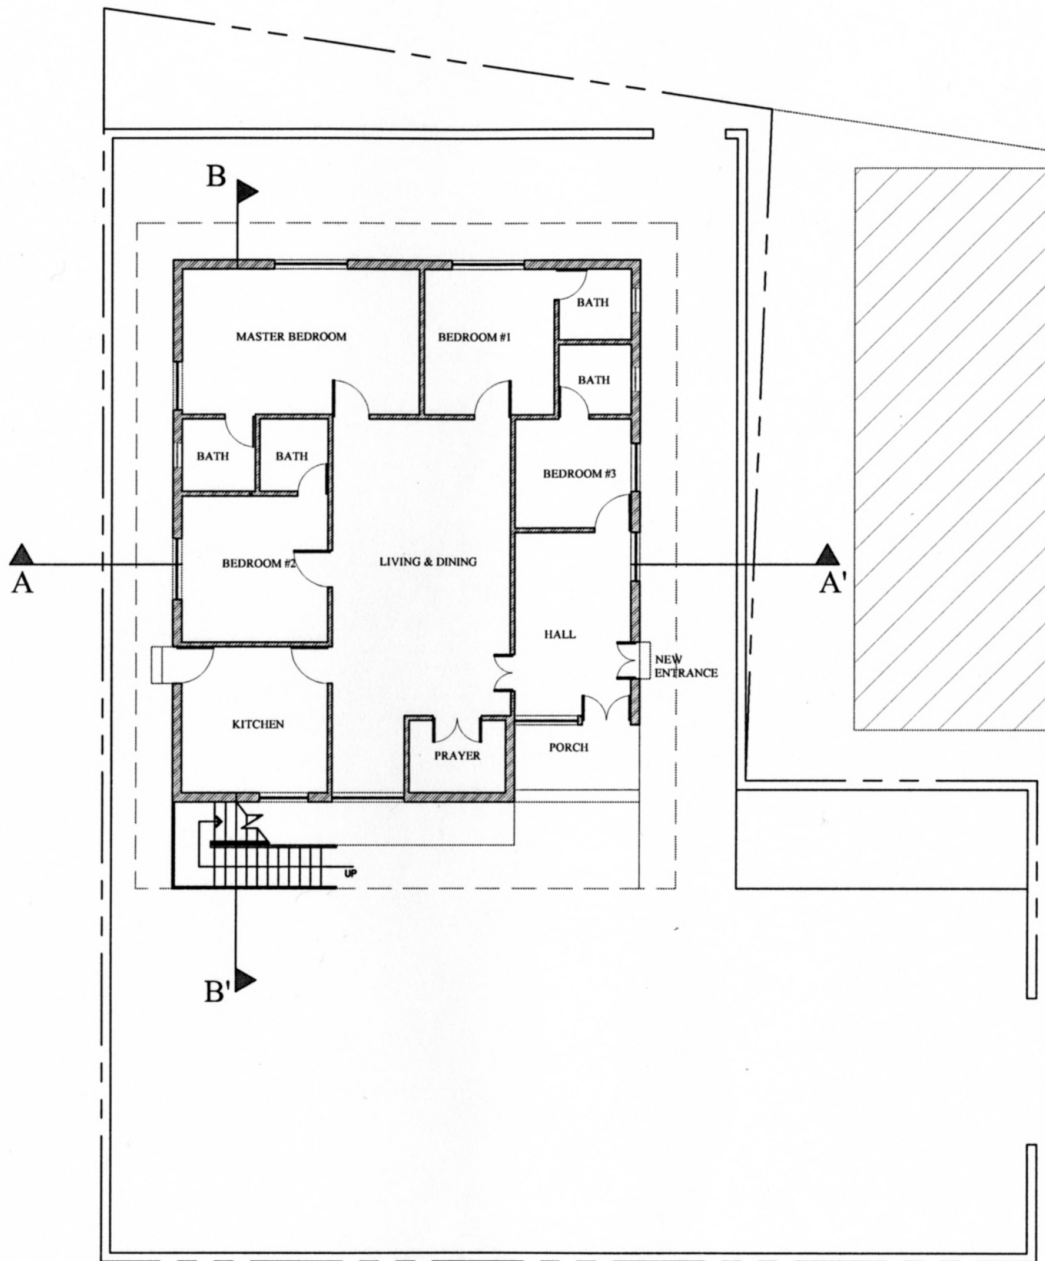 B
BATH
MASTER BEDROOM
BEDROOM #1
BATH
BATH
BATH
BEDROOM #3
A
BEDROOM #2
LIVING & DINING
A'
HALL
NEW
ENTRANCE
KITCHEN
PRAYER
PORCH
UP
B'